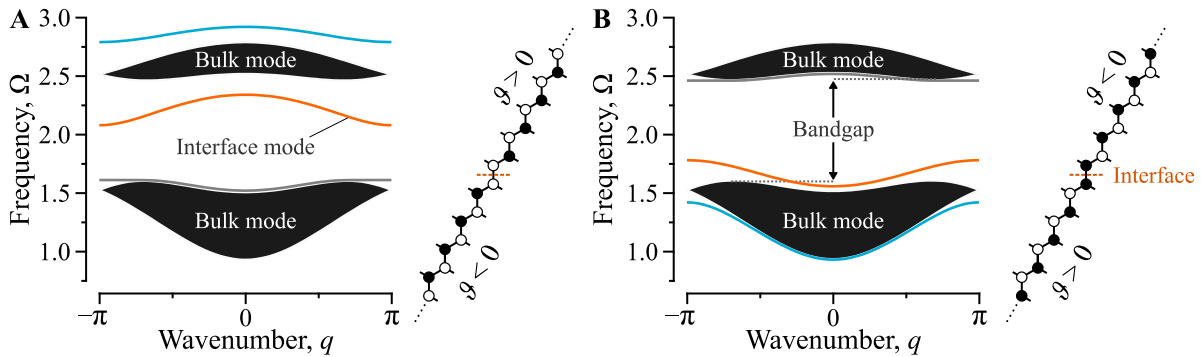 A
Frequency, Ω
3.0
2.5
2.0
1.5
1.0
Bulk mode
Interface mode
Bulk mode
−π
0
π
Wavenumber, q
ϑ > 0
ϑ < 0
B
Frequency, Ω
3.0
2.5
2.0
1.5
1.0
Bulk mode
Bandgap
Bulk mode
−π
0
π
Wavenumber, q
ϑ < 0
Interface
ϑ > 0